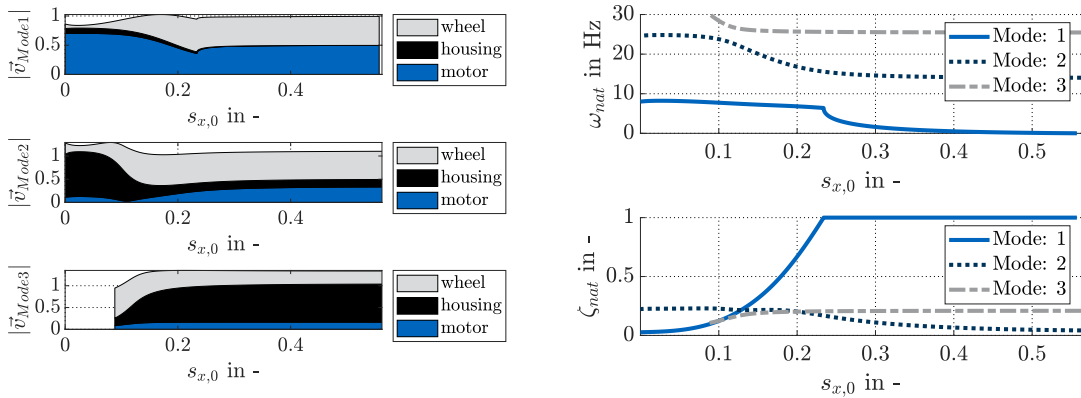 |v⃗_Mode1|
1
0.5
0
0
0.2
0.4
s_x,0 in -
wheel
housing
motor
|v⃗_Mode2|
1
0.5
0
0
0.2
0.4
s_x,0 in -
wheel
housing
motor
|v⃗_Mode3|
1
0.5
0
0
0.2
0.4
s_x,0 in -
wheel
housing
motor
ω_nat in Hz
30
20
10
0
0.1
0.2
0.3
0.4
0.5
s_x,0 in -
Mode: 1
Mode: 2
Mode: 3
ζ_nat in -
1
0.5
0
0.1
0.2
0.3
0.4
0.5
s_x,0 in -
Mode: 1
Mode: 2
Mode: 3